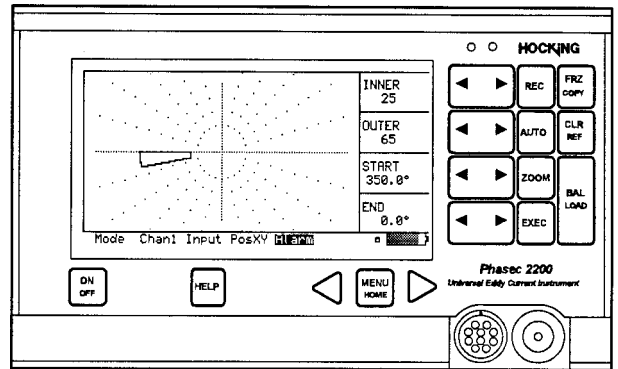 HOCKING
INNER
25
OUTER
65
START
350.0°
END
0.0°
Mode Chan1 Input PosXY Alarm
REC
FRZ
COPY
AUTO
CLR
REF
ZOOM
BAL
LOAD
EXEC
ON
OFF
HELP
MENU
HOME
Phasec 2200
Universal Eddy Current Instrument